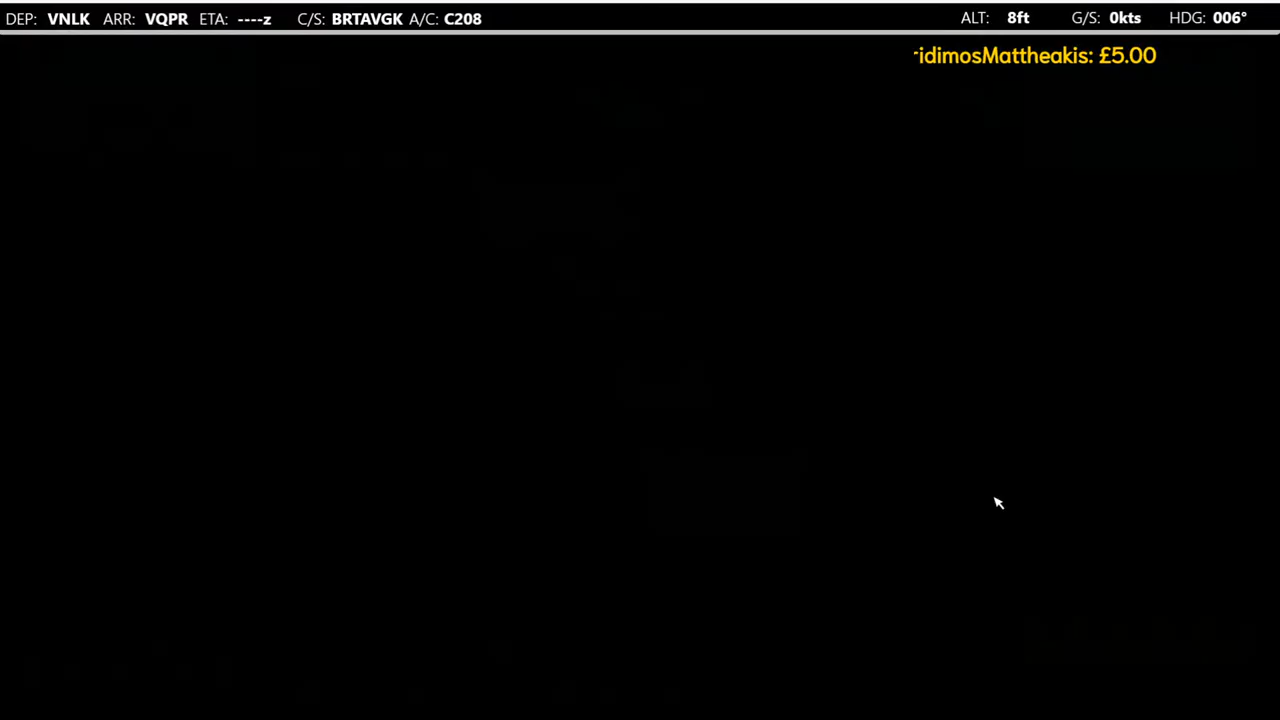 DEP: VNLK ARR: VQPR ETA: ----z C/S: BRTAVGK A/C: C208 ALT: 8ft G/S: 0kts HDG: 006°
idimosMattheakis: £5.00